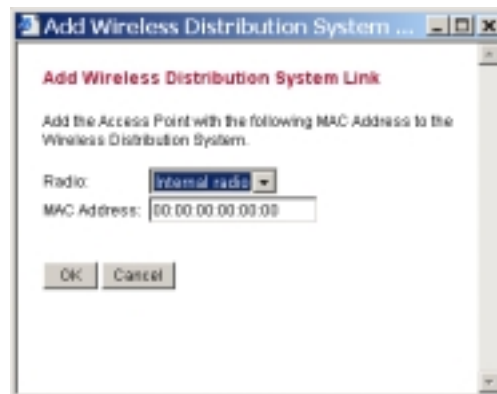 Add Wireless Distribution System ...
Add Wireless Distribution System Link
Add the Access Point with the following MAC Address to the
Wireless Distribution System.
Radio: Internal radio
MAC Address: 00:00:00:00:00:00
OK Cancel